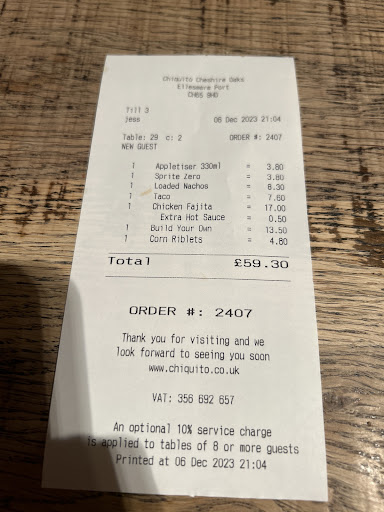 Chiquito Cheshire Oaks
Ellesmere Port
CH65 9HD
Till 3
jess 06 Dec 2023 21:04
Table: 29 c: 2 ORDER #: 2407
NEW GUEST
1 Appletiser 330ml = 3.80
1 Sprite Zero = 3.80
1 Loaded Nachos = 8.30
1 Taco = 7.60
1 Chicken Fajita = 17.00
Extra Hot Sauce = 0.50
1 Build Your Own = 13.50
1 Corn Riblets = 4.80
Total £59.30
ORDER #: 2407
Thank you for visiting and we
look forward to seeing you soon
www.chiquito.co.uk
VAT: 356 692 657
An optional 10% service charge
is applied to tables of 8 or more guests
Printed at 06 Dec 2023 21:04